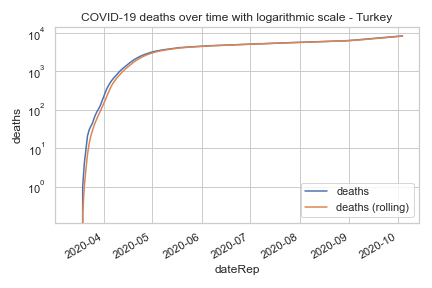 COVID-19 deaths over time with logarithmic scale - Turkey
deaths
10⁴
10³
10²
10¹
10⁰
deaths
deaths (rolling)
2020-04
2020-05
2020-06
2020-07
2020-08
2020-09
2020-10
dateRep